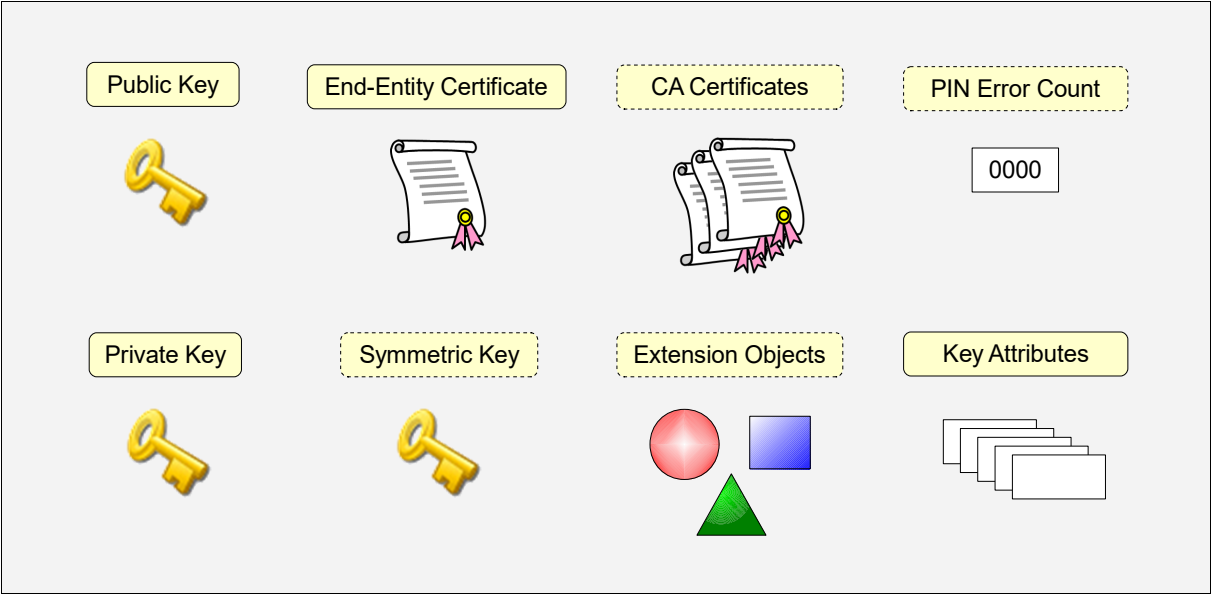 Public Key
End-Entity Certificate
CA Certificates
PIN Error Count
0000
Private Key
Symmetric Key
Extension Objects
Key Attributes